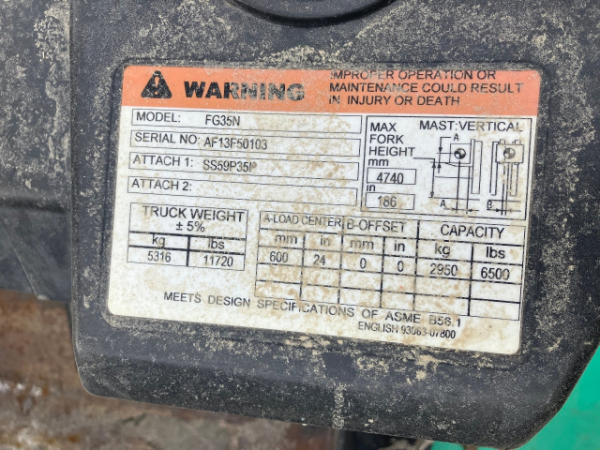 WARNING
IMPROPER OPERATION OR
MAINTENANCE COULD RESULT
IN INJURY OR DEATH
MODEL: FG35N
SERIAL NO: AF13F50103
ATTACH 1:
ATTACH 2:
MAX
FORK
HEIGHT
mm
4740
in
186
MAST:VERTICAL
A
A
B
TRUCK WEIGHT
± 5%
kg lbs
5316 11720
A-LOAD CENTER B-OFFSET CAPACITY
mm in mm in kg lbs
600 24 0 0 2950 6500
MEETS DESIGN SPECIFICATIONS OF ASME B56.1
ENGLISH 93063-07800